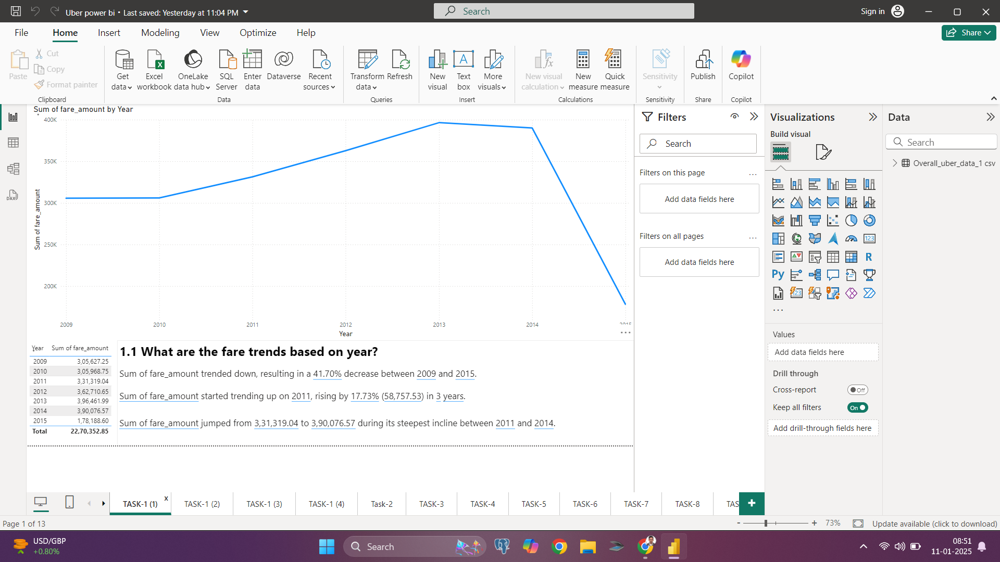 Uber power bi • Last saved: Yesterday at 11:04 PM
Search
Sign in
File Home Insert Modeling View Optimize Help
Share
Paste
Cut
Copy
Format painter
Clipboard
Get data
Excel workbook
OneLake data hub
SQL Server
Enter data
Dataverse
Recent sources
Data
Transform data
Refresh
Queries
New visual
Text box
More visuals
Insert
New visual calculation
New measure
Quick measure
Calculations
Sensitivity
Sensitivity
Publish
Share
Copilot
Copilot
Sum of fare_amount by Year
Sum of fare_amount
400K
350K
300K
250K
200K
2009 2010 2011 2012 2013 2014 2015
Year
Year Sum of fare_amount
2009 3,05,627.25
2010 3,05,968.75
2011 3,31,319.04
2012 3,62,710.65
2013 3,96,461.99
2014 3,90,076.57
2015 1,78,188.60
Total 22,70,352.85
1.1 What are the fare trends based on year?
Sum of fare_amount trended down, resulting in a 41.70% decrease between 2009 and 2015.
Sum of fare_amount started trending up on 2011, rising by 17.73% (58,757.53) in 3 years.
Sum of fare_amount jumped from 3,31,319.04 to 3,90,076.57 during its steepest incline between 2011 and 2014.
Filters
Search
Filters on this page
Add data fields here
Filters on all pages
Add data fields here
Visualizations
Build visual
123
R
Py
123
Values
Add data fields here
Drill through
Cross-report
Off
Keep all filters
On
Add drill-through fields here
Data
Search
Overall_uber_data_1 csv
DAX
TASK-1 (1) x
TASK-1 (2)
TASK-1 (3)
TASK-1 (4)
Task-2
TASK-3
TASK-4
TASK-5
TASK-6
TASK-7
TASK-8
TAS
+
Page 1 of 13
- + 73%
Update available (click to download)
USD/GBP
+0.80%
Search
08:51
11-01-2025